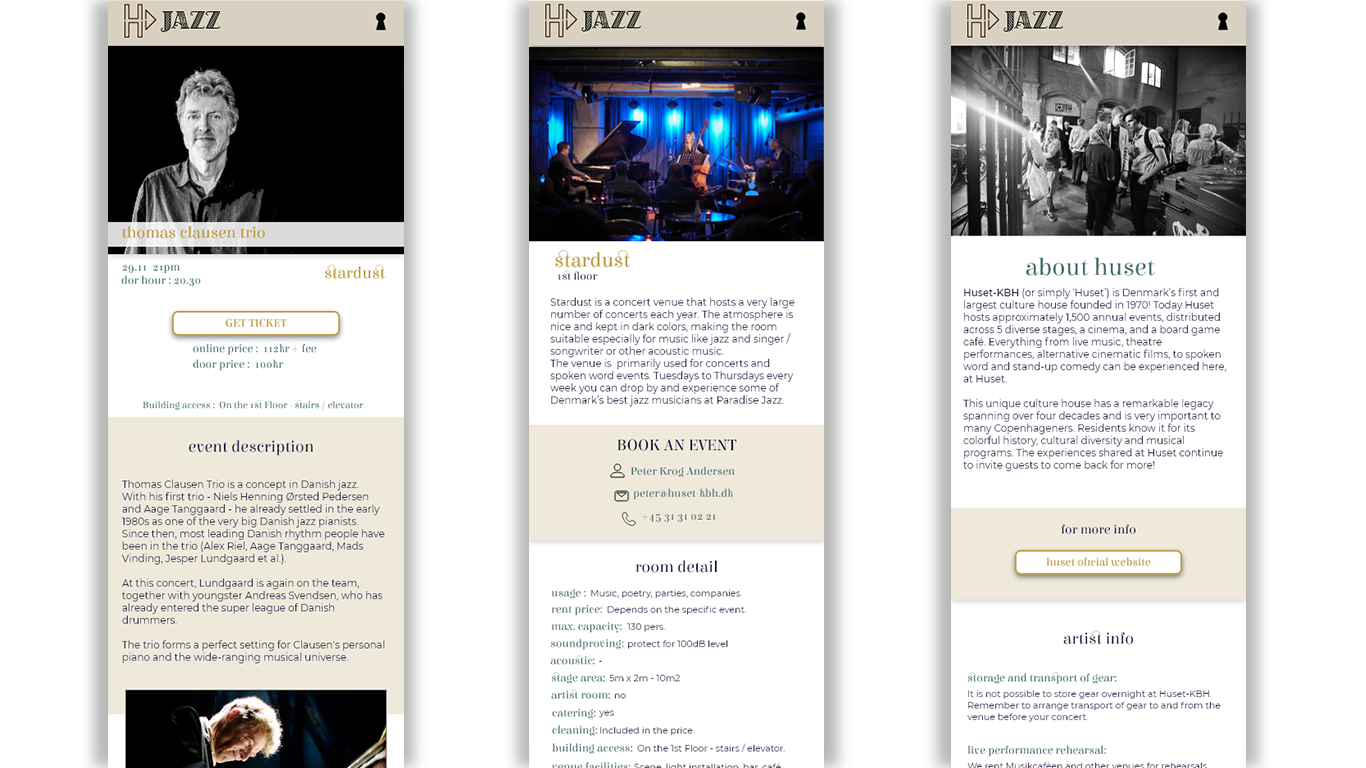 H JAZZ
thomas clausen trio
29.11 21pm
dor hour : 20.30
stardust
GET TICKET
online price : 112kr + fee
door price : 100kr
Building access : On the 1st Floor - stairs / elevator
event description
Thomas Clausen Trio is a concept in Danish jazz.
With his first trio - Niels Henning Ørsted Pedersen
and Aage Tanggaard - he already settled in the early
1980s as one of the very big Danish jazz pianists.
Since then, most leading Danish rhythm people have
been in the trio (Alex Riel, Aage Tanggaard, Mads
Vinding, Jesper Lundgaard et al.).
At this concert, Lundgaard is again on the team,
together with youngster Andreas Svendsen, who has
already entered the super league of Danish
drummers.
The trio forms a perfect setting for Clausen's personal
piano and the wide-ranging musical universe.
H JAZZ
stardust
1st floor
Stardust is a concert venue that hosts a very large
number of concerts each year. The atmosphere is
nice and kept in dark colors, making the room
suitable especially for music like jazz and singer /
songwriter or other acoustic music.
The venue is primarily used for concerts and
spoken word events. Tuesdays to Thursdays every
week you can drop by and experience some of
Denmark's best jazz musicians at Paradise Jazz.
BOOK AN EVENT
Peter Krog Andersen
peter@huset-kbh.dk
+45 31 31 02 21
room detail
usage : Music, poetry, parties, companies.
rent price: Depends on the specific event.
max. capacity: 130 pers.
soundproving: protect for 100dB level
acoustic: -
stage area: 5m x 2m - 10m2
artist room: no
catering: yes
cleaning: Included in the price.
building access: On the 1st Floor - stairs / elevator.
venue facilities: Scene, light installation, bar, café
H JAZZ
about huset
Huset-KBH (or simply 'Huset') is Denmark's first and
largest culture house founded in 1970! Today Huset
hosts approximately 1,500 annual events, distributed
across 5 diverse stages, a cinema, and a board game
café. Everything from live music, theatre
performances, alternative cinematic films, to spoken
word and stand-up comedy can be experienced here,
at Huset.
This unique culture house has a remarkable legacy
spanning over four decades and is very important to
many Copenhageners. Residents know it for its
colorful history, cultural diversity and musical
programs. The experiences shared at Huset continue
to invite guests to come back for more!
for more info
huset oficial website
artist info
storage and transport of gear:
It is not possible to store gear overnight at Huset-KBH.
Remember to arrange transport of gear to and from the
venue before your concert.
live performance rehearsal:
We rent Musikcaféen and other venues for rehearsals